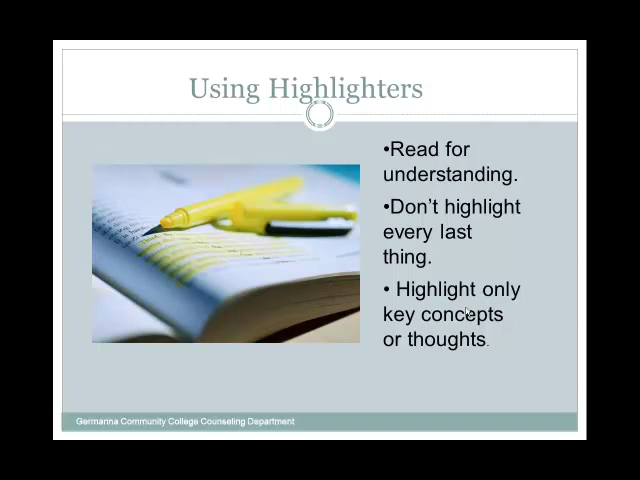 Using Highlighters
•Read for
understanding.
•Don't highlight
every last
thing.
• Highlight only
key concepts
or thoughts.
Germanna Community College Counseling Department